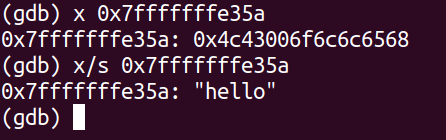 (gdb) x 0x7fffffffe35a
0x7fffffffe35a: 0x4c43006f6c6c6568
(gdb) x/s 0x7fffffffe35a
0x7fffffffe35a: "hello"
(gdb)